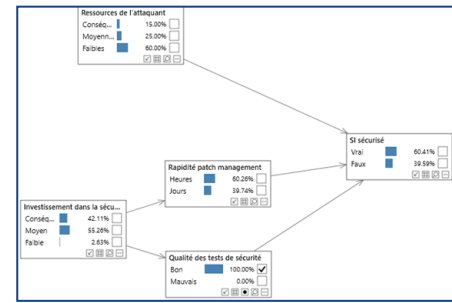 Ressources de l'attaquant
Conséq... 15.00%
Moyenn... 25.00%
Faibles 60.00%
SI sécurisé
Vrai 60.41%
Faux 39.59%
Rapidité patch management
Heures 60.26%
Jours 39.74%
Investissement dans la sécu...
Conséq... 42.11%
Moyen 55.26%
Faible 2.63%
Qualité des tests de sécurité
Bon 100.00%
Mauvais 0.00%